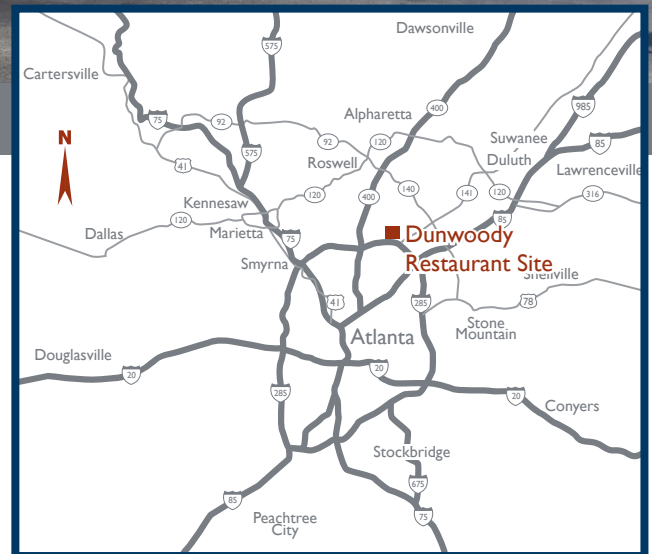 575
Dawsonville
Cartersville
985
400
75
92
Alpharetta
92
120
Suwanee
85
575
Roswell
Duluth
N
41
Lawrenceville
120
140
141
120
316
400
Kennesaw
120
Marietta
85
Dallas
75
Dunwoody
Restaurant Site
Smyrna
Snellville
41
285
78
Stone
Mountain
Atlanta
Douglasville
20
20
285
20
Conyers
Stockbridge
675
85
75
Peachtree
City